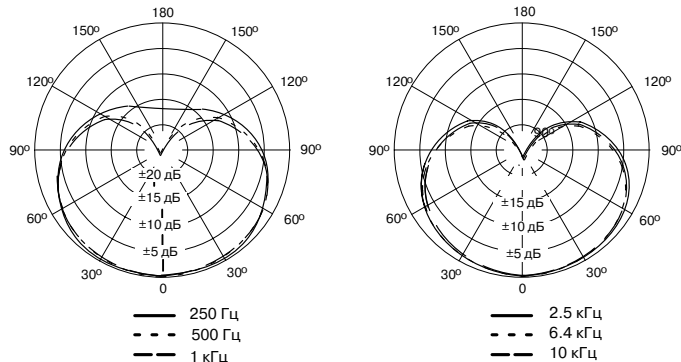 180
150º 150º
120º 120º
90º 90º
±20 дБ
±15 дБ
±10 дБ
±5 дБ
60º 60º
30º 30º
0
250 Гц
500 Гц
1 кГц
180
150º 150º
120º 120º
90º
90º 90º
±15 дБ
±10 дБ
±5 дБ
60º 60º
30º 30º
0
2.5 кГц
6.4 кГц
10 кГц